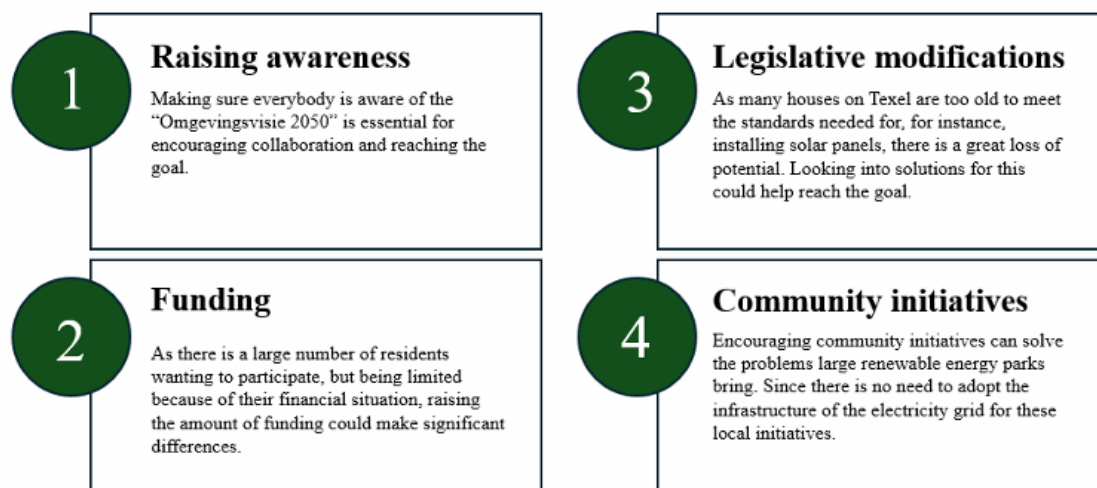 1
Raising awareness
Making sure everybody is aware of the
“Omgevingsvisie 2050” is essential for
encouraging collaboration and reaching the
goal.
2
Funding
As there is a large number of residents
wanting to participate, but being limited
because of their financial situation, raising
the amount of funding could make significant
differences.
3
Legislative modifications
As many houses on Texel are too old to meet
the standards needed for, for instance,
installing solar panels, there is a great loss of
potential. Looking into solutions for this
could help reach the goal.
4
Community initiatives
Encouraging community initiatives can solve
the problems large renewable energy parks
bring. Since there is no need to adopt the
infrastructure of the electricity grid for these
local initiatives.